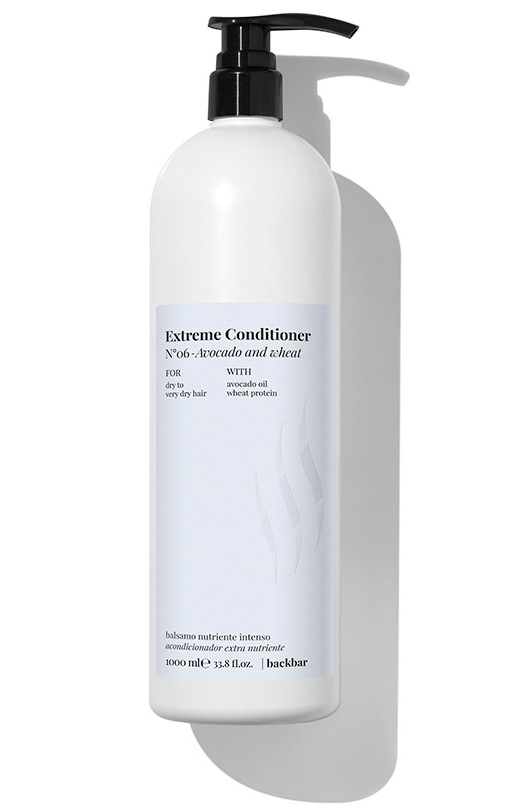 Extreme Conditioner
N°06 - Avocado and wheat
FOR
dry to
very dry hair
WITH
avocado oil
wheat protein
balsamo nutriente intenso
acondicionador extra nutriente
1000 ml℮ 33.8 fl.oz. | backbar